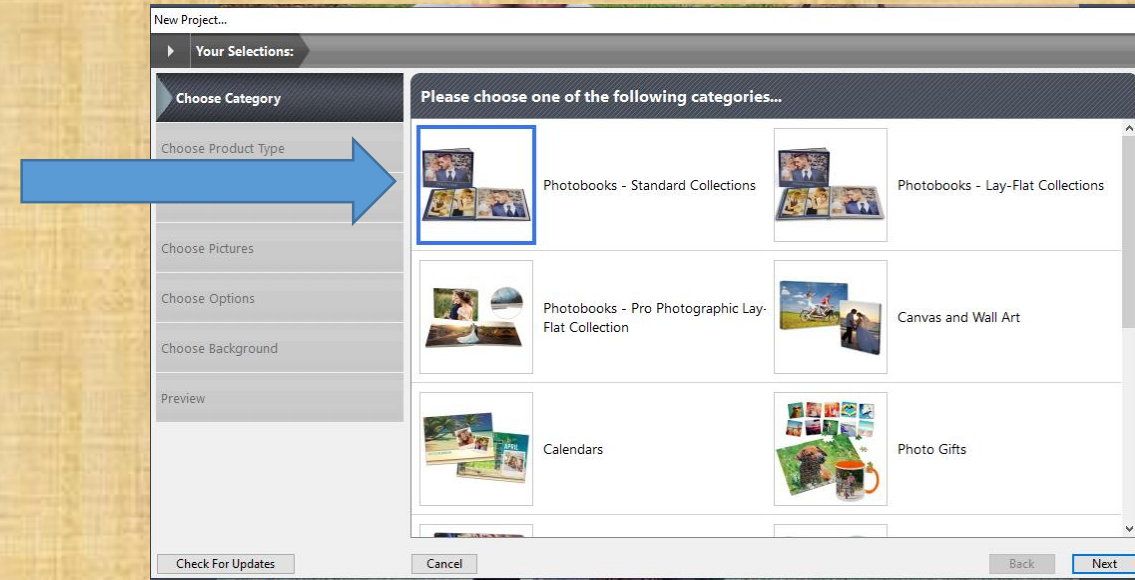 New Project...
Your Selections:
Choose Category
Please choose one of the following categories...
Choose Product Type
Choose Pictures
Choose Options
Choose Background
Preview
Photobooks - Standard Collections
Photobooks - Lay-Flat Collections
Photobooks - Pro Photographic Lay-
Flat Collection
Canvas and Wall Art
Calendars
APRIL
Photo Gifts
Check For Updates
Cancel
Back
Next